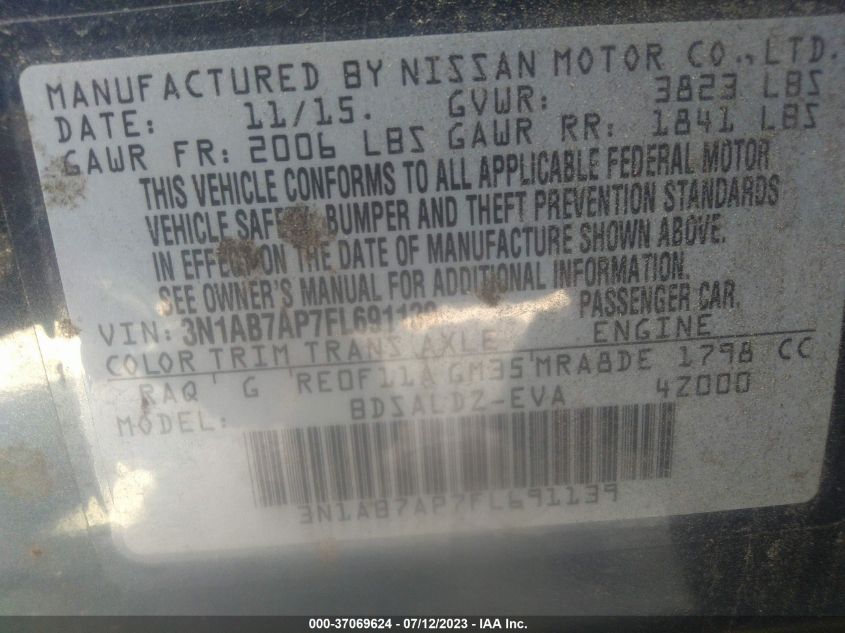 MANUFACTURED BY NISSAN MOTOR CO., LTD.
DATE: 11/15. GVWR: 3823 LBS
GAWR FR: 2006 LBS GAWR RR: 1841 LBS
THIS VEHICLE CONFORMS TO ALL APPLICABLE FEDERAL MOTOR
VEHICLE SAFETY, BUMPER AND THEFT PREVENTION STANDARDS
IN EFFECT ON THE DATE OF MANUFACTURE SHOWN ABOVE.
SEE OWNER'S MANUAL FOR ADDITIONAL INFORMATION.
VIN: 3N1AB7AP7FL691139 PASSENGER CAR.
COLOR TRIM TRANS AXLE ENGINE
RAQ G RE0F11A GM35 MRA8DE 1798 CC
MODEL: BDSALDZ-EVA 4Z000
3N1AB7AP7FL691139
000-37069624 - 07/12/2023 - IAA Inc.